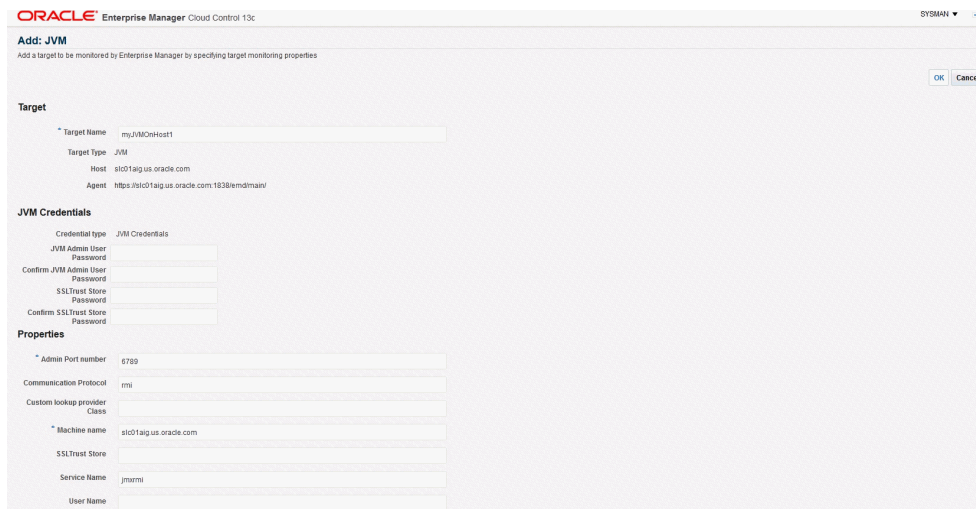 ORACLE® Enterprise Manager Cloud Control 13c
SYSMAN
Add: JVM
Add a target to be monitored by Enterprise Manager by specifying target monitoring properties
OK Cance
Target
* Target Name myJVMOnHost1
Target Type JVM
Host slc01aig.us.oracle.com
Agent https://slc01aig.us.oracle.com:1838/emd/main/
JVM Credentials
Credential type JVM Credentials
JVM Admin User
Password
Confirm JVM Admin User
Password
SSLTrust Store
Password
Confirm SSLTrust Store
Password
Properties
* Admin Port number 6789
Communication Protocol rmi
Custom lookup provider
Class
* Machine name slc01aig.us.oracle.com
SSLTrust Store
Service Name jmxrmi
User Name